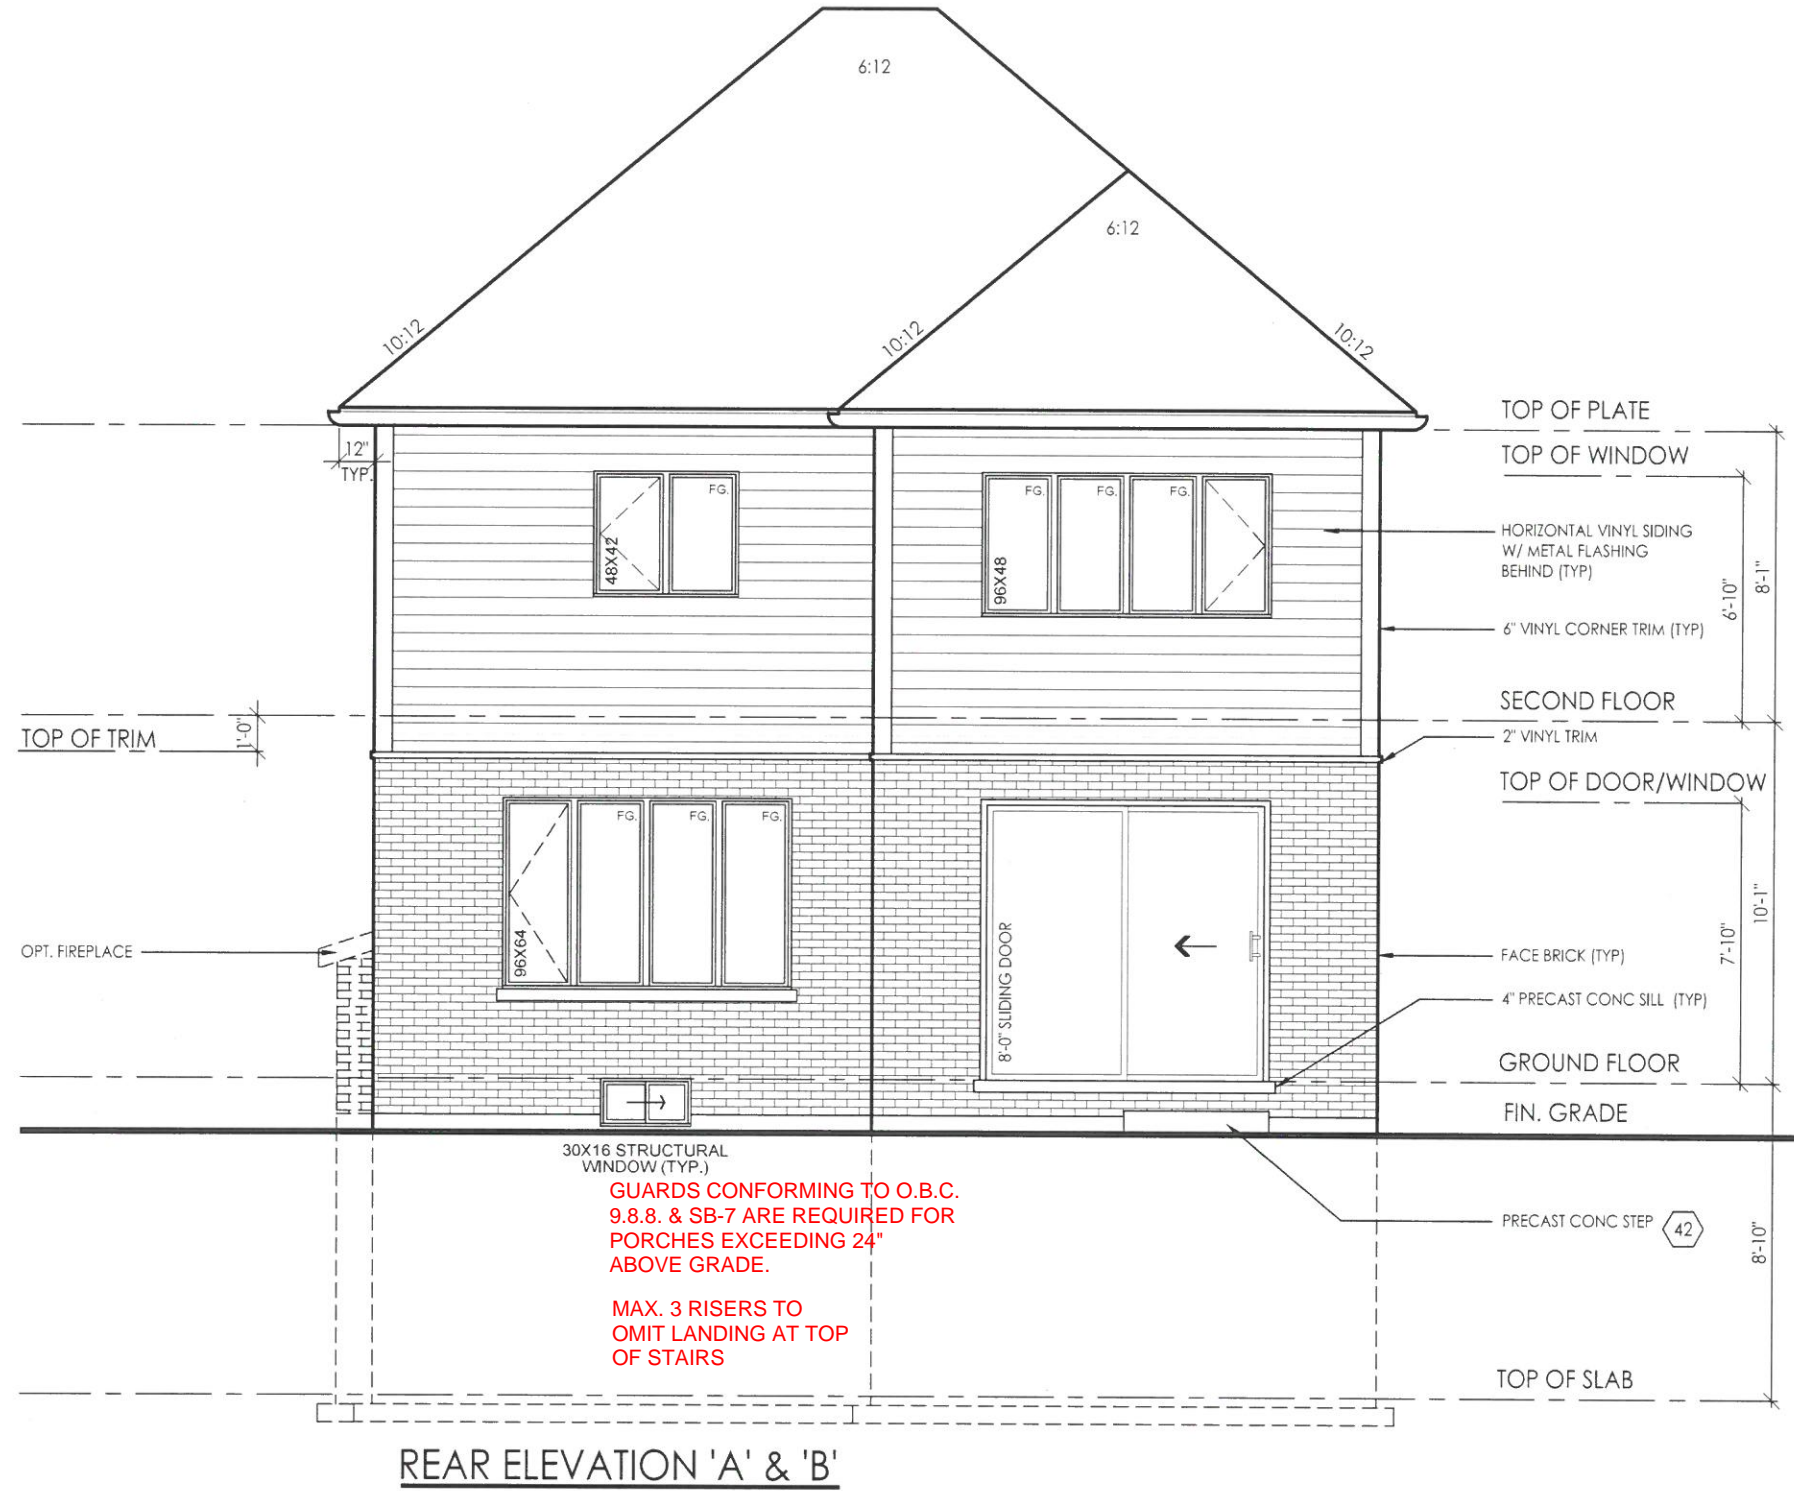 6:12
6:12
10:12
10:12
10:12
TOP OF PLATE
12"
TYP.
TOP OF WINDOW
FG.
FG.
FG.
FG.
48X42
96X48
HORIZONTAL VINYL SIDING
W/ METAL FLASHING
BEHIND (TYP)
6'-10"
8'-1"
6" VINYL CORNER TRIM (TYP)
SECOND FLOOR
1'-0"
TOP OF TRIM
2" VINYL TRIM
TOP OF DOOR/WINDOW
FG.
FG.
FG.
96X64
8'-0" SLIDING DOOR
10'-1"
7'-10"
OPT. FIREPLACE
FACE BRICK (TYP)
4" PRECAST CONC SILL (TYP)
GROUND FLOOR
FIN. GRADE
30X16 STRUCTURAL
WINDOW (TYP.)
GUARDS CONFORMING TO O.B.C.
9.8.8. & SB-7 ARE REQUIRED FOR
PORCHES EXCEEDING 24"
ABOVE GRADE.
PRECAST CONC STEP 42
8'-10"
MAX. 3 RISERS TO
OMIT LANDING AT TOP
OF STAIRS
TOP OF SLAB
REAR ELEVATION 'A' & 'B'